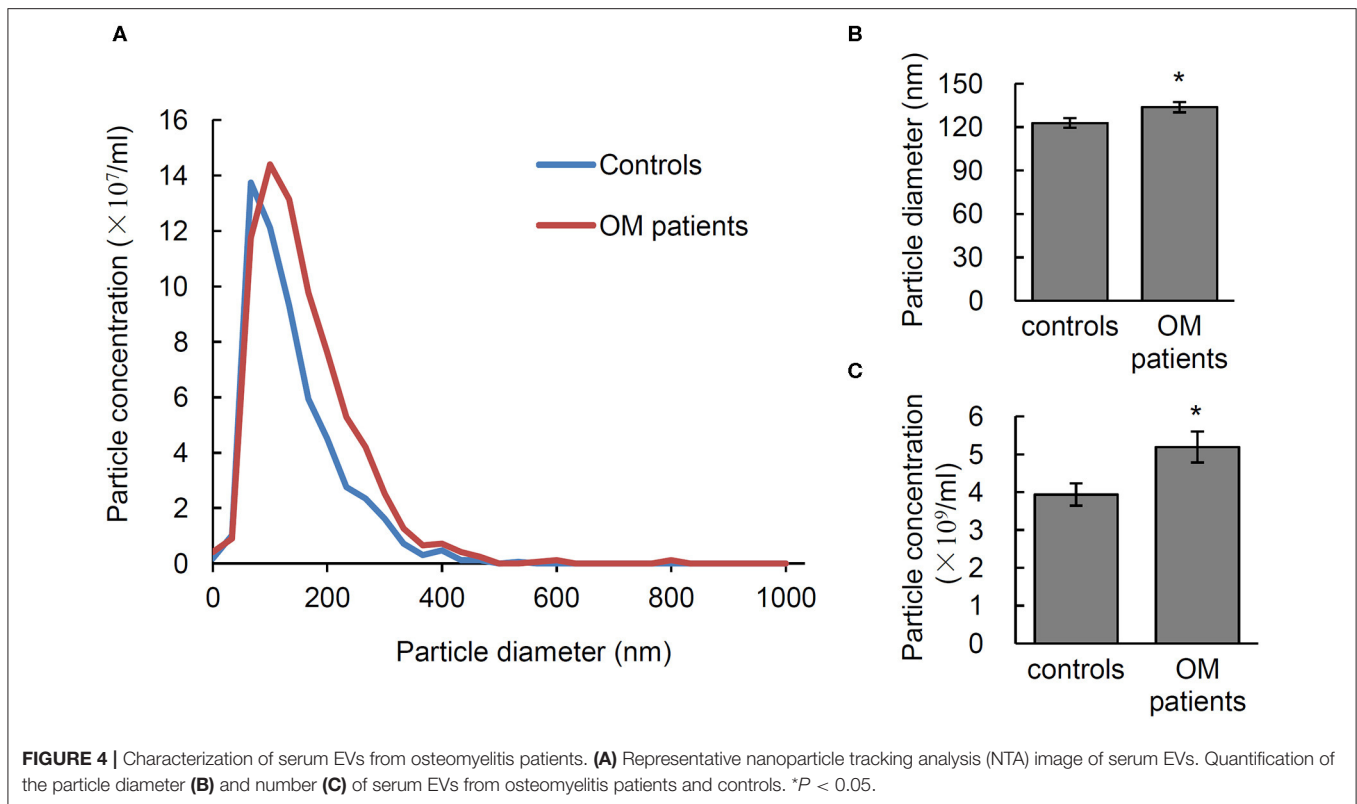 A
Particle concentration (×10⁷/ml)
16
14
12
10
8
6
4
2
0
0 200 400 600 800 1000
Particle diameter (nm)
Controls
OM patients
B
Particle diameter (nm)
150
120
90
60
30
0
*
controls OM
patients
C
Particle concentration
(×10⁹/ml)
6
5
4
3
2
1
0
*
controls OM
patients
FIGURE 4 | Characterization of serum EVs from osteomyelitis patients. (A) Representative nanoparticle tracking analysis (NTA) image of serum EVs. Quantification of
the particle diameter (B) and number (C) of serum EVs from osteomyelitis patients and controls. *P < 0.05.